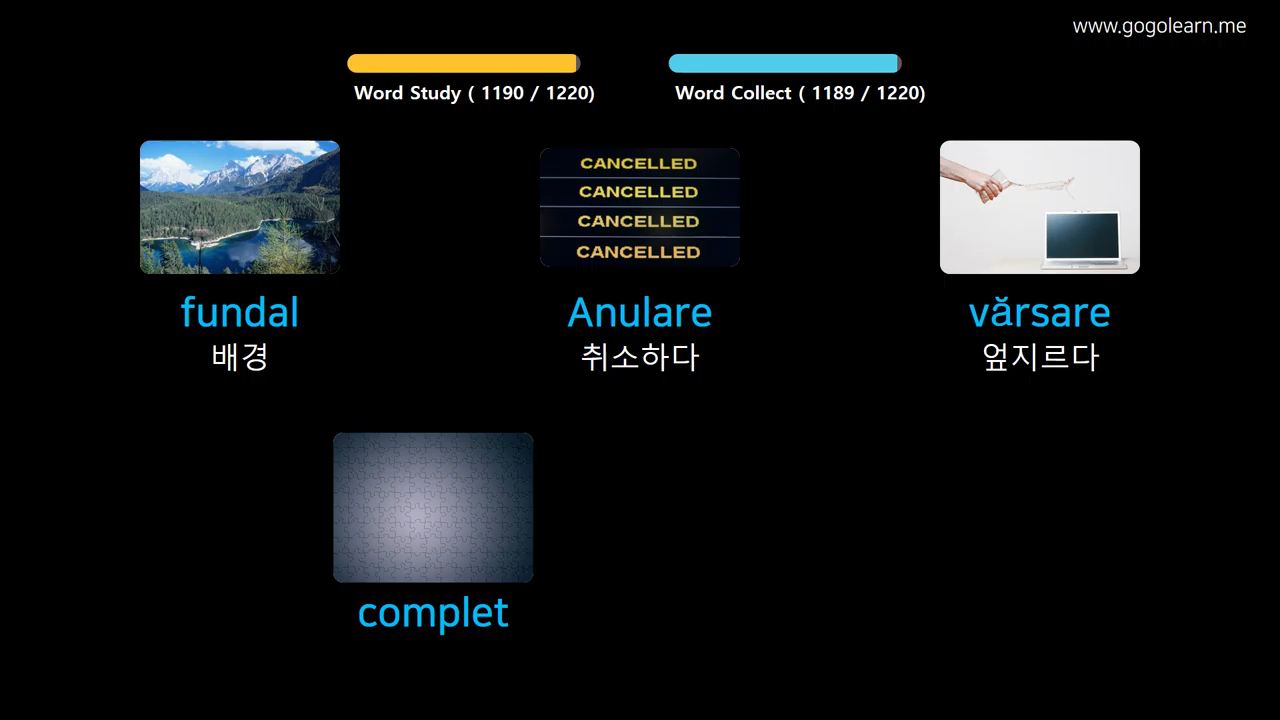 www.gogolearn.me
Word Study ( 1190 / 1220)
Word Collect ( 1189 / 1220)
CANCELLED
CANCELLED
CANCELLED
CANCELLED
fundal
Anulare
vărsare
배경
취소하다
엎지르다
complet